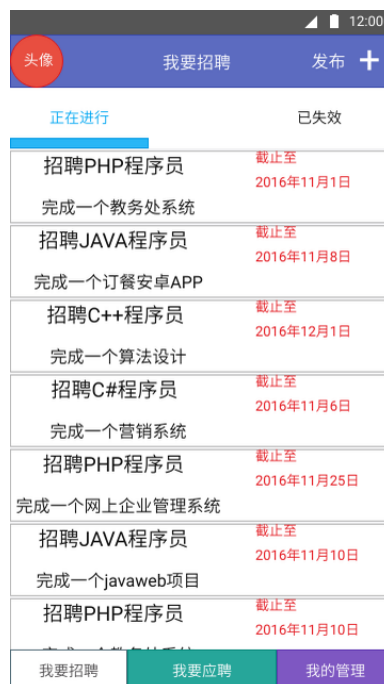 12:00
头像
我要招聘
发布
正在进行
已失效
招聘PHP程序员
截止至
2016年11月1日
完成一个教务处系统
招聘JAVA程序员
截止至
2016年11月8日
完成一个订餐安卓APP
招聘C++程序员
截止至
2016年12月1日
完成一个算法设计
招聘C#程序员
截止至
2016年11月6日
完成一个营销系统
招聘PHP程序员
截止至
2016年11月25日
完成一个网上企业管理系统
招聘JAVA程序员
截止至
2016年11月10日
完成一个javaweb项目
招聘PHP程序员
截止至
2016年11月10日
我要招聘
我要应聘
我的管理